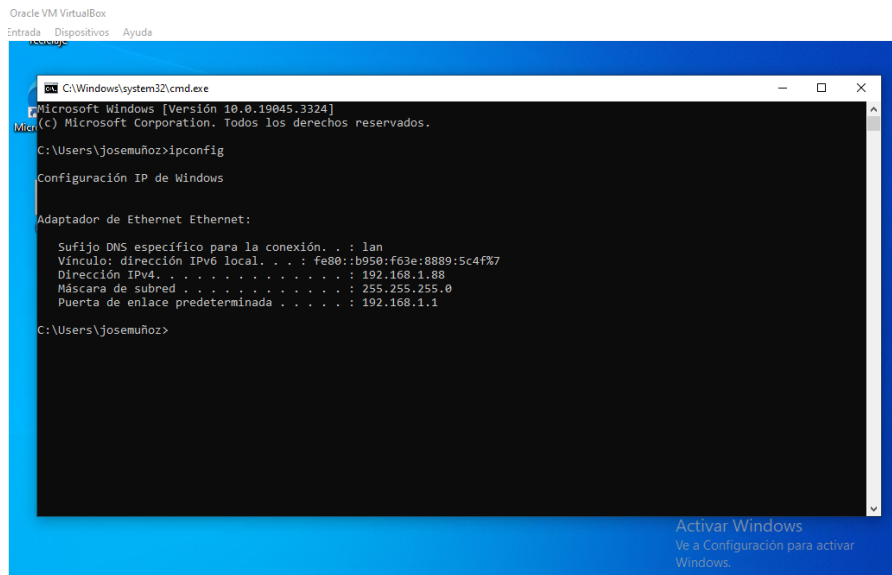 Oracle VM VirtualBox
Entrada Dispositivos Ayuda
reciclaje
C:\Windows\system32\cmd.exe
Microsoft Windows [Versión 10.0.19045.3324]
(c) Microsoft Corporation. Todos los derechos reservados.
C:\Users\josemuñoz>ipconfig
Configuración IP de Windows
Adaptador de Ethernet Ethernet:
Sufijo DNS específico para la conexión. . : lan
Vínculo: dirección IPv6 local. . . : fe80::b950:f63e:8889:5c4f%7
Dirección IPv4. . . . . . . . . . . . . . : 192.168.1.88
Máscara de subred . . . . . . . . . . . . : 255.255.255.0
Puerta de enlace predeterminada . . . . . : 192.168.1.1
C:\Users\josemuñoz>
Activar Windows
Ve a Configuración para activar
Windows.